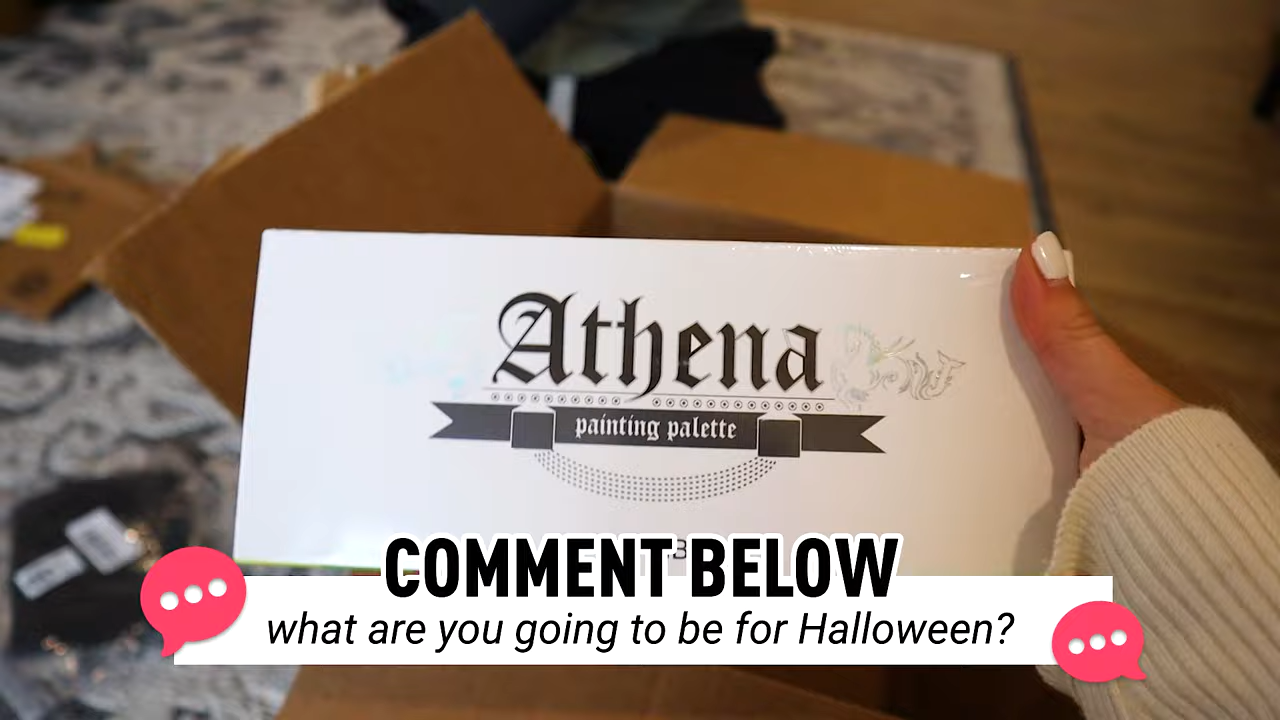 Athena
painting palette
COMMENT BELOW
what are you going to be for Halloween?